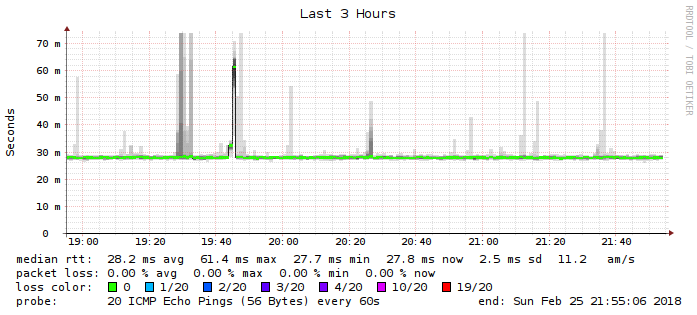 Last 3 Hours
RRDTOOL / TOBI OETIKER
Seconds
70 m
60 m
50 m
40 m
30 m
20 m
10 m
0
19:00 19:20 19:40 20:00 20:20 20:40 21:00 21:20 21:40
median rtt: 28.2 ms avg 61.4 ms max 27.7 ms min 27.8 ms now 2.5 ms sd 11.2 am/s
packet loss: 0.00 % avg 0.00 % max 0.00 % min 0.00 % now
loss color: 0 1/20 2/20 3/20 4/20 10/20 19/20
probe: 20 ICMP Echo Pings (56 Bytes) every 60s end: Sun Feb 25 21:55:06 2018